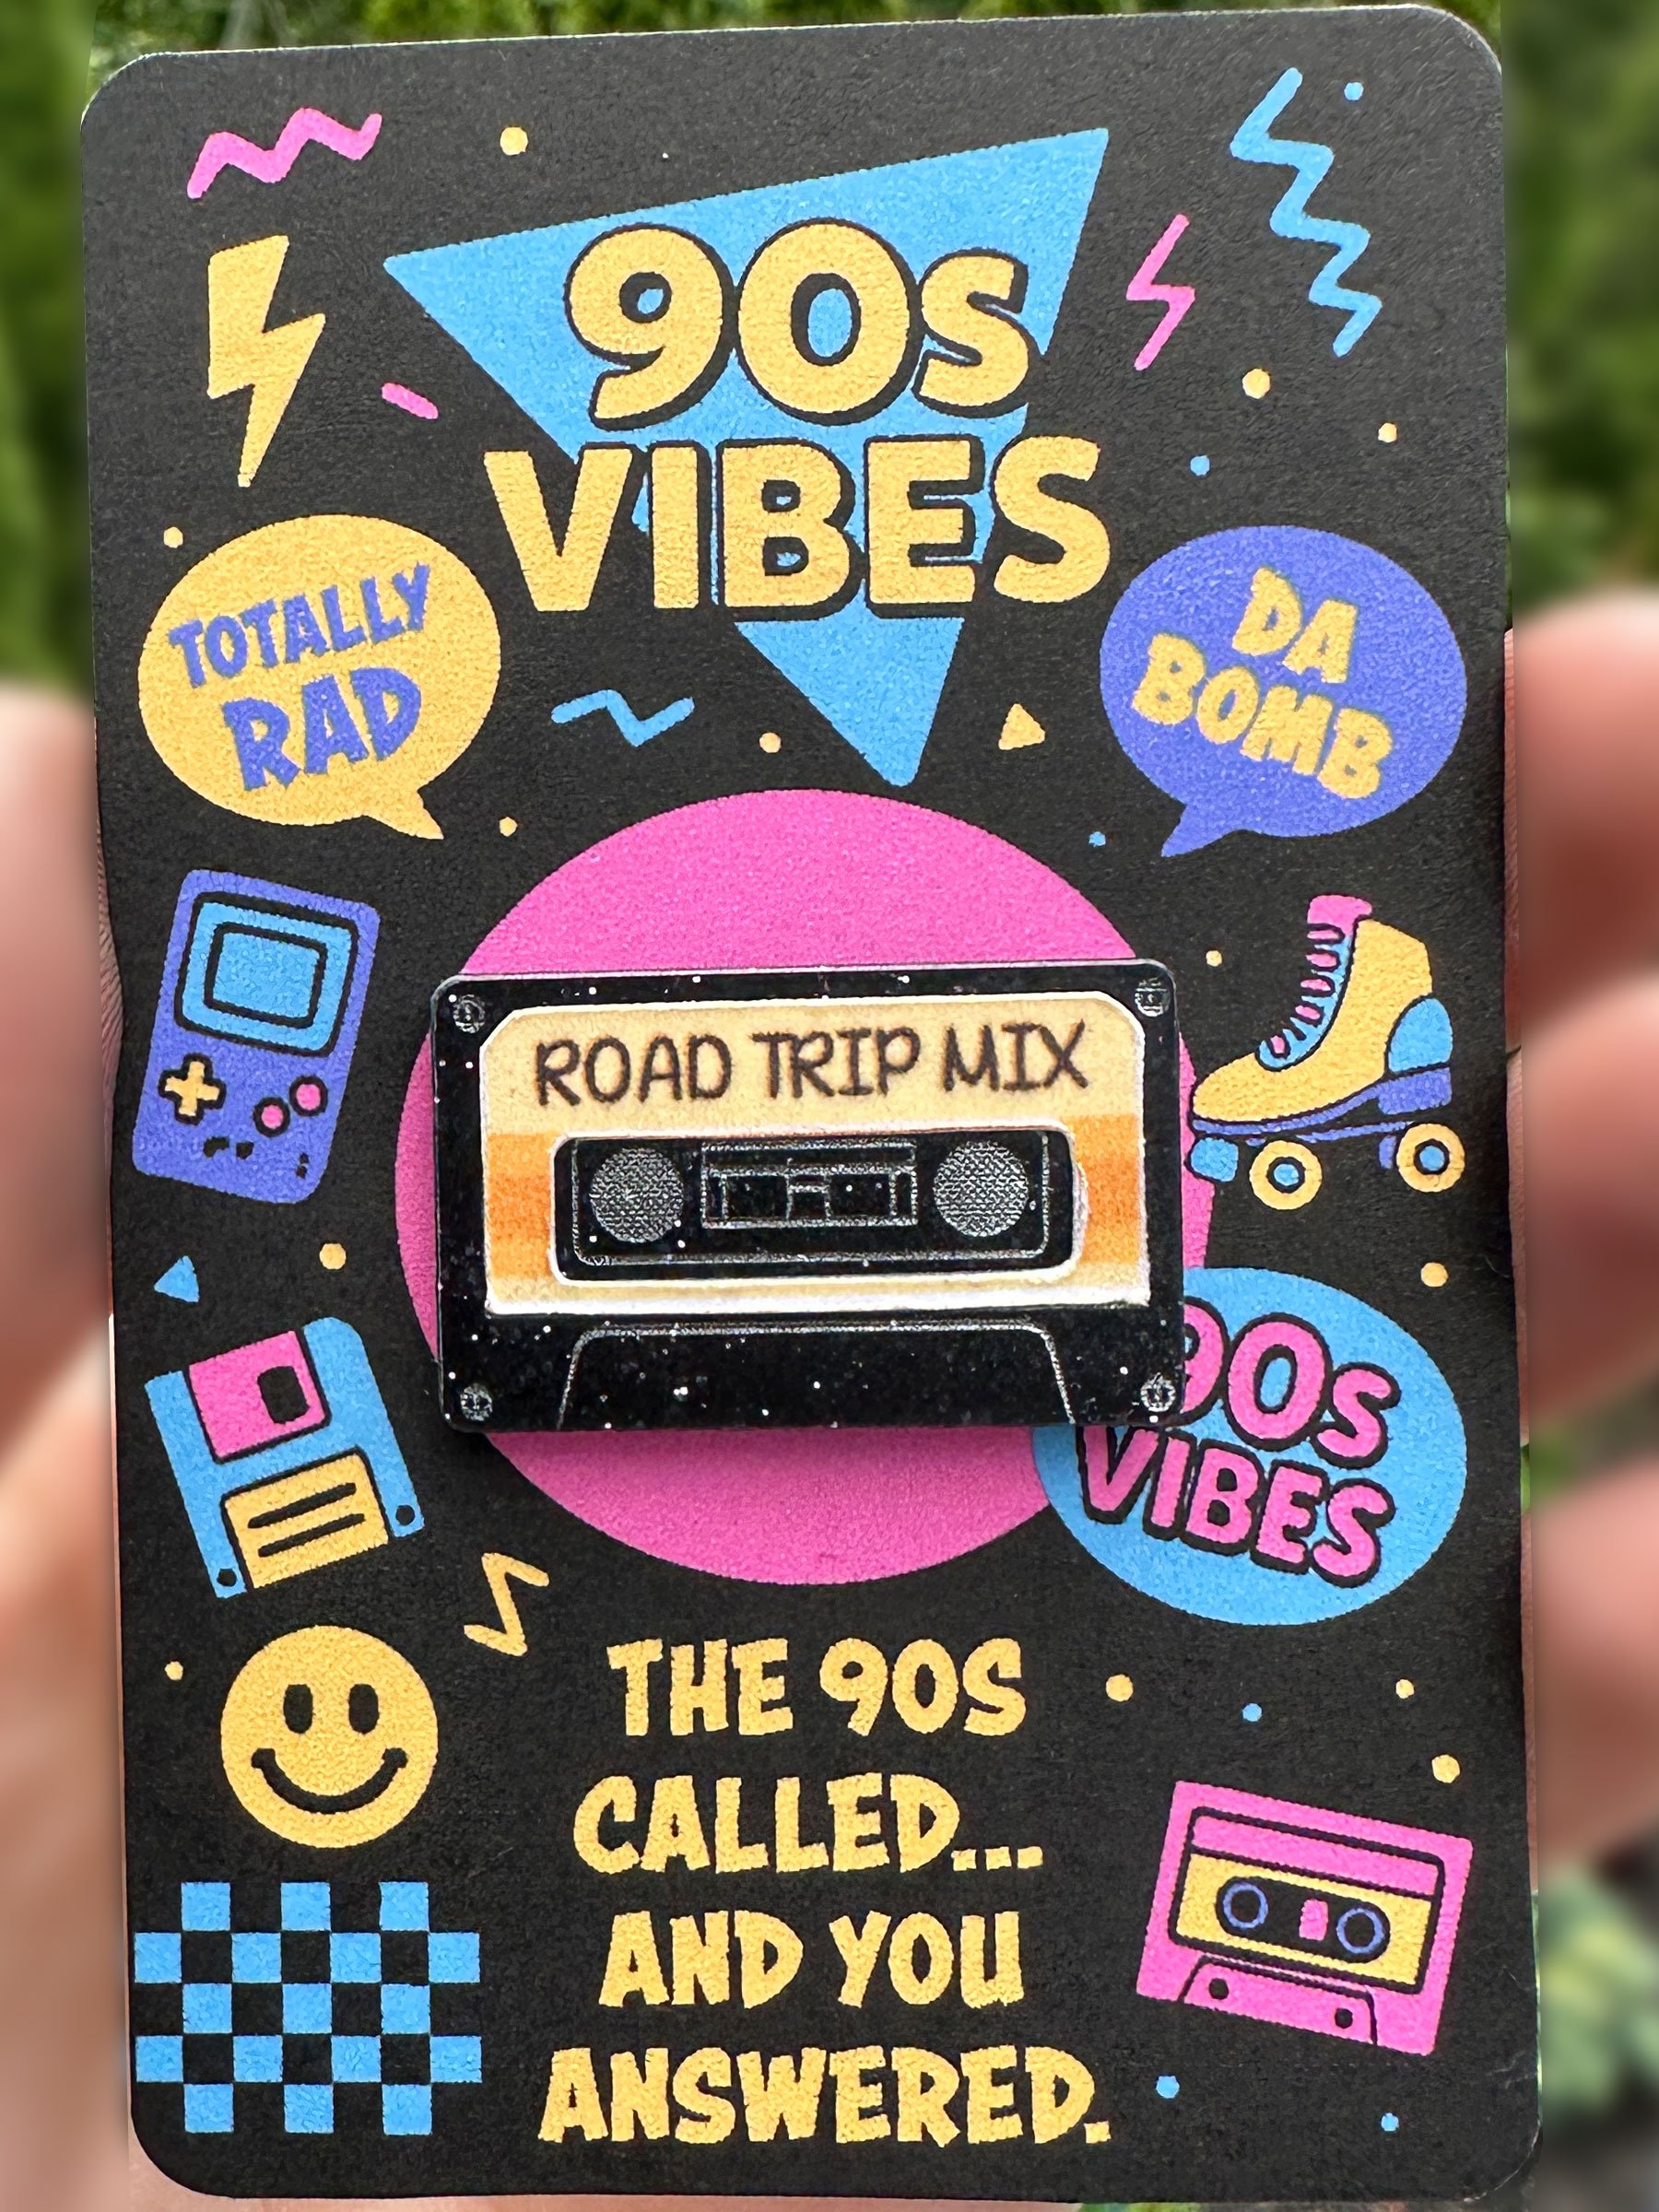 90s
VIBES
TOTALLY
RAD
DA
BOMB
ROAD TRIP MIX
90S
VIBES
THE 90S
CALLED...
AND YOU
ANSWERED.